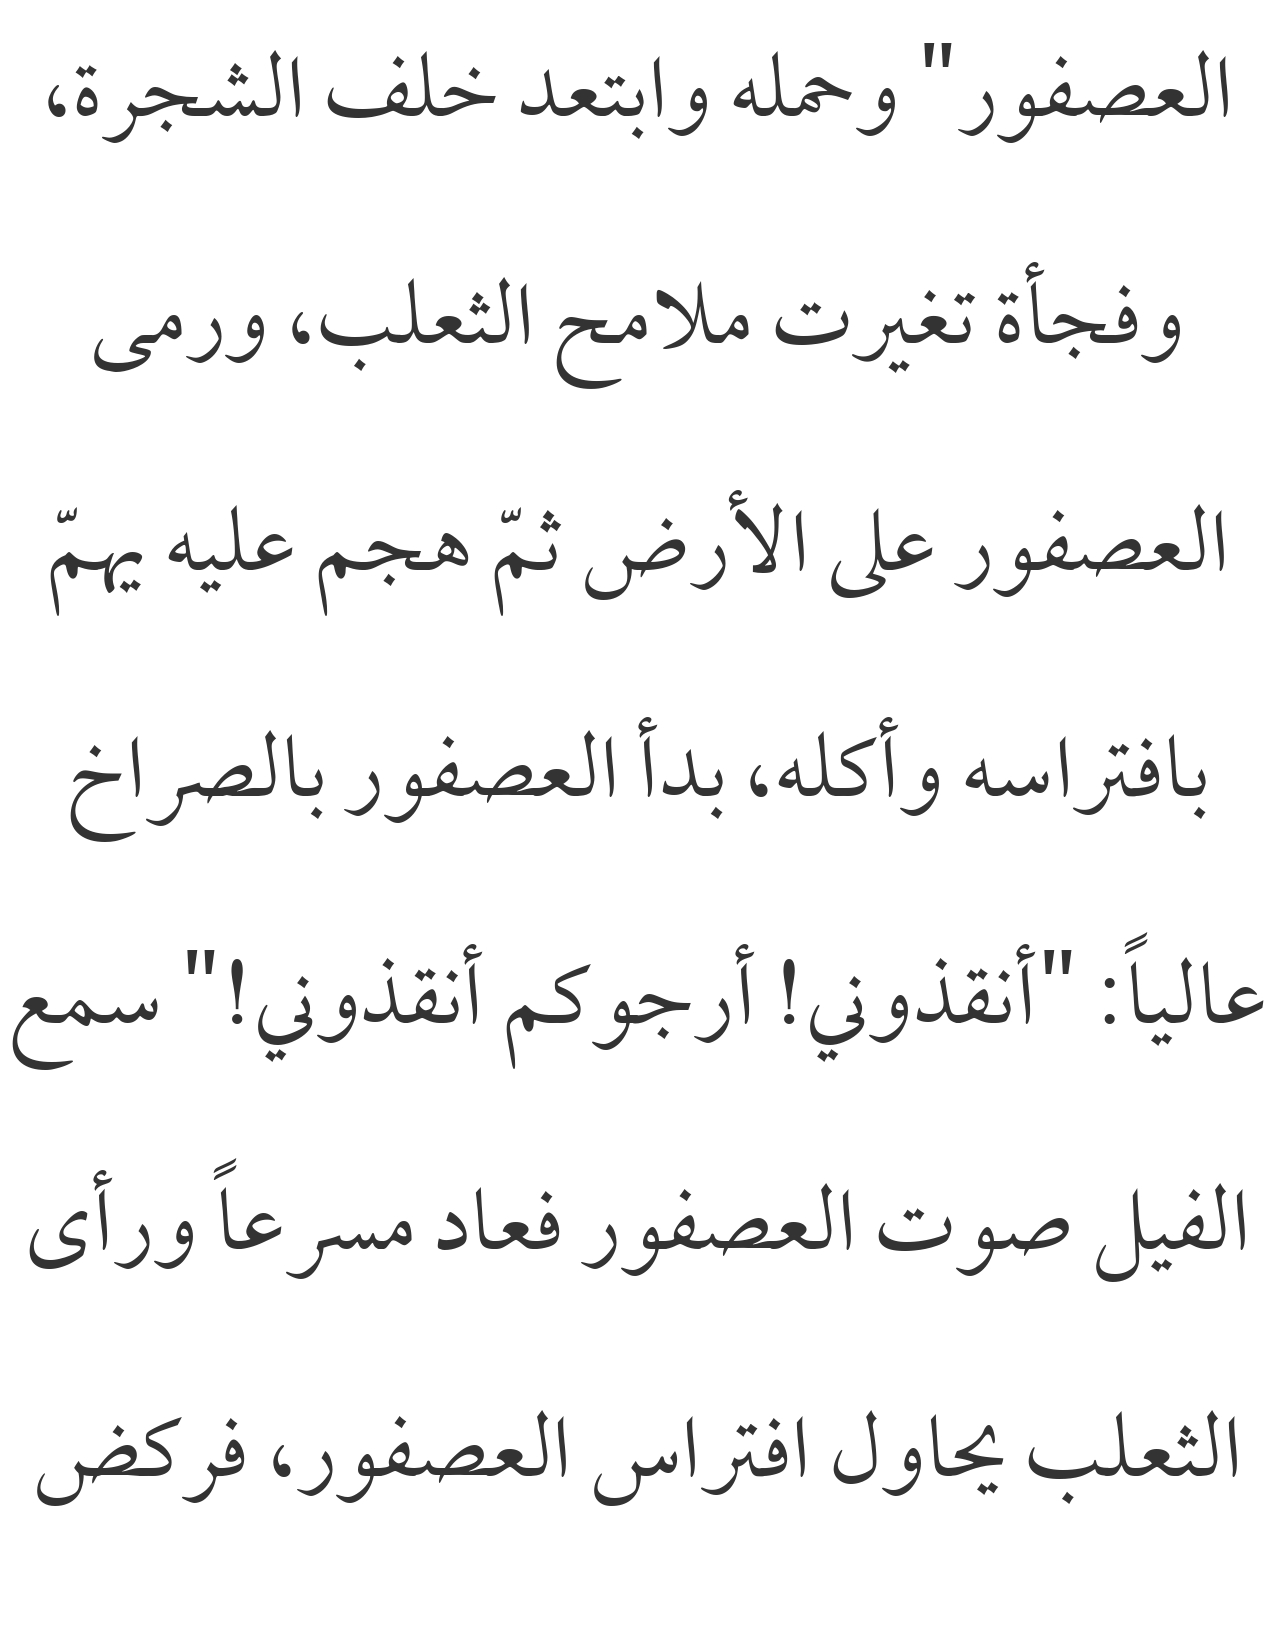 العصفور" وحمله وابتعد خلف الشجرة،
وفجأة تغيرت ملامح الثعلب، ورمى
العصفور على الأرض ثمّ هجم عليه يهمّ
بافتراسه وأكله، بدأ العصفور بالصراخ
عالياً: "أنقذوني! أرجوكم أنقذوني!" سمع
الفيل صوت العصفور فعاد مسرعاً ورأى
الثعلب يحاول افتراس العصفور، فركض